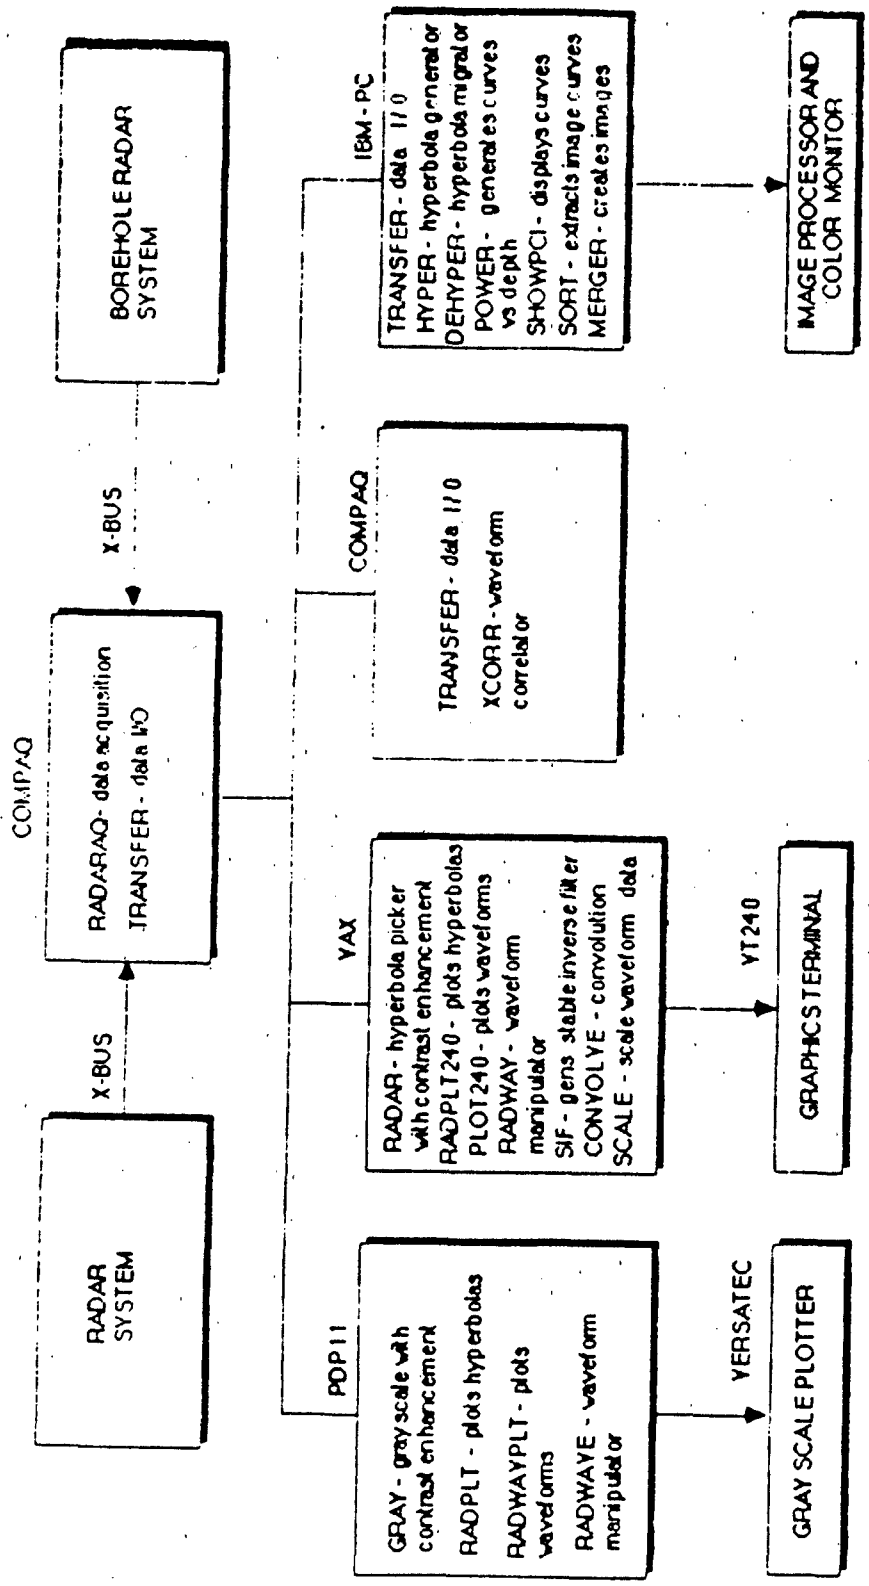 COMPAQ
RADAR
SYSTEM
X-BUS
RADARAQ - data acquisition
TRANSFER - data I/O
X-BUS
BOREHOLE RADAR
SYSTEM
PDP11
GRAY - gray scale with
contrast enhancement
RADPLT - plots hyperbolas
RADWAYPLT - plots
waveforms
RADWAYE - waveform
manipulator
YERSATEC
GRAY SCALE PLOTTER
YAX
RADAR - hyperbola picker
with contrast enhancement
RADPLT240 - plots hyperbolas
PLOT240 - plots waveforms
RADWAY - waveform
manipulator
SIF - gens stable inverse filter
CONYOLYE - convolution
SCALE - scale waveform data
YT240
GRAPHICS TERMINAL
COMPAQ
TRANSFER - data I/O
XCORR - waveform
correlator
IBM - PC
TRANSFER - data I/O
HYPER - hyperbola generator
DEHYPER - hyperbola migrator
POWER - generates curves
vs depth
SHOWPCI - displays curves
SORT - extracts image curves
MERGER - creates images
IMAGE PROCESSOR AND
COLOR MONITOR